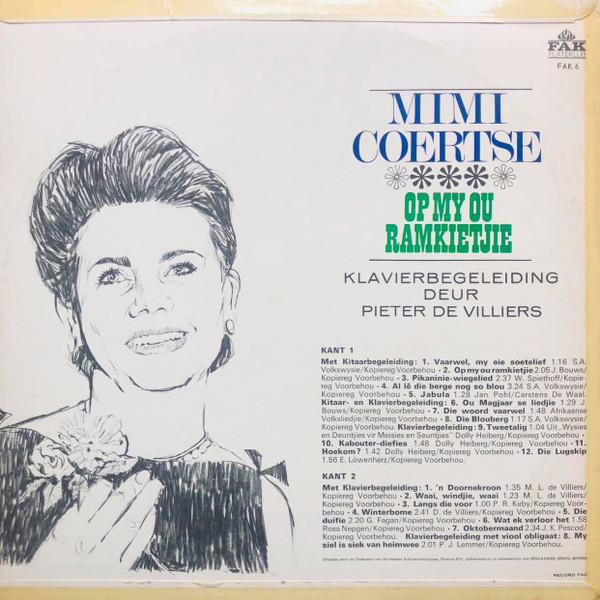 FAK
PLATEKLUB
FAK 6
MIMI
COERTSE
OP MY OU
RAMKIETJIE
KLAVIERBEGELEIDING
DEUR
PIETER DE VILLIERS
KANT 1
Met Kitaarbegeleiding: 1. Vaarwel, my eie soetelief 1.16 S.A.
Volkswysie/Kopiereg Voorbehou • 2. Op my ou ramkietjie 2.05 J. Bouws/
Kopiereg Voorbehou • 3. Pikaninie-wiegelied 2.37 W. Spiethoff/Kopie-
reg Voorbehou • 4. Al lê die berge nog so blou 3.24 S.A. Volkswysie/
Kopiereg Voorbehou • 5. Jabula 1.28 Jan Pohl/Carstens De Waal.
Kitaar- en Klavierbegeleiding: 6. Ou Magjaar se liedjie 1.29 J.
Bouws/Kopiereg Voorbehou • 7. Die woord vaarwel 1.48 Afrikaanse
Volksliedjie/Kopiereg Voorbehou • 8. Die Blouberg 1.17 S.A. Volkswysie/
Kopiereg Voorbehou. Klavierbegeleiding: 9. Tweetalig 1.04 Uit „Wysies
en Deuntjies vir Meisies en Seuntjies" Dolly Heiberg/Kopiereg Voorbehou •
10. Kabouter-diefies 1.48 Dolly Heiberg/Kopiereg Voorbehou • 11.
Hoekom? 1.42 Dolly Heiberg/Kopiereg Voorbehou • 12. Die Lugskip
1.56 E. Löwenherz/Kopiereg Voorbehou.
KANT 2
Met Klavierbegeleiding: 1. 'n Doornekroon 1.35 M. L. de Villiers/
Kopiereg Voorbehou • 2. Waai, windjie, waai 1.23 M. L. de Villiers/
Kopiereg Voorbehou • 3. Langs die voor 1.00 P. R. Kirby/Kopiereg Voor-
behou • 4. Winterbome 2.41 D. de Villiers/Kopiereg Voorbehou • 5. Die
duifie 2.20 G. Fagan/Kopiereg Voorbehou • 6. Wat ek verloor het 1.58
Rosa Nepgen/Kopiereg Voorbehou • 7. Oktobermaand 2.34 J. K. Pescod/
Kopiereg Voorbehou. Klavierbegeleiding met viool obligaat: 8. My
siel is siek van heimwee 2.01 P. J. Lemmer/Kopiereg Voorbehou.
RECORD FAC